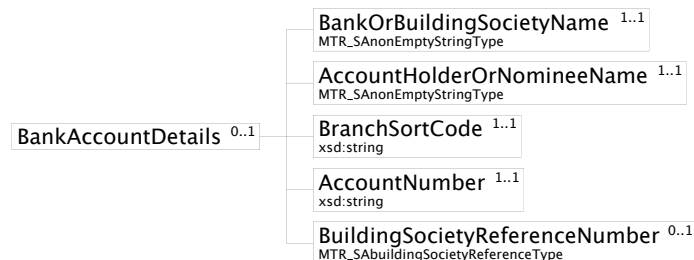 BankOrBuildingSocietyName 1..1
MTR_SAnonEmptyStringType
AccountHolderOrNomineeName 1..1
MTR_SAnonEmptyStringType
BankAccountDetails 0..1
BranchSortCode 1..1
xsd:string
AccountNumber 1..1
xsd:string
BuildingSocietyReferenceNumber 0..1
MTR_SAbuildingSocietyReferenceType